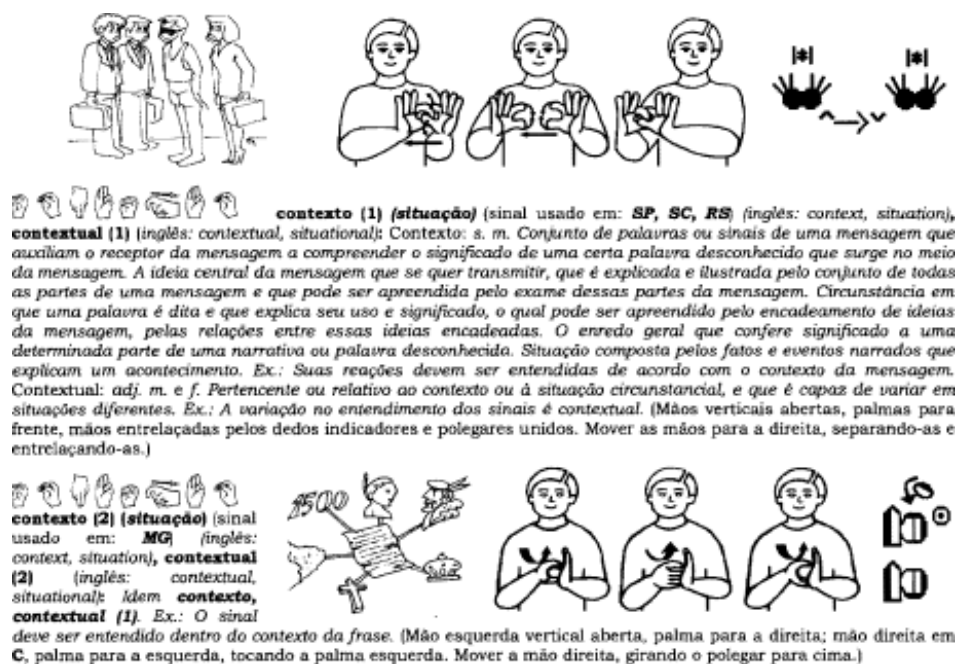 contexto (1) (situação) (sinal usado em: SP, SC, RS) (inglês: context, situation),
contextual (1) (inglês: contextual, situational): Contexto: s. m. Conjunto de palavras ou sinais de uma mensagem que
auxiliam o receptor da mensagem a compreender o significado de uma certa palavra desconhecido que surge no meio
da mensagem. A ideia central da mensagem que se quer transmitir, que é explicada e ilustrada pelo conjunto de todas
as partes de uma mensagem e que pode ser apreendida pelo exame dessas partes da mensagem. Circunstância em
que uma palavra é dita e que explica seu uso e significado, o qual pode ser apreendido pelo encadeamento de ideias
da mensagem, pelas relações entre essas ideias encadeadas. O enredo geral que confere significado a uma
determinada parte de uma narrativa ou palavra desconhecida. Situação composta pelos fatos e eventos narrados que
explicam um acontecimento. Ex.: Suas reações devem ser entendidas de acordo com o contexto da mensagem.
Contextual: adj. m. e f. Pertencente ou relativo ao contexto ou à situação circunstancial, e que é capaz de variar em
situações diferentes. Ex.: A variação no entendimento dos sinais é contextual. (Mãos verticais abertas, palmas para
frente, mãos entrelaçadas pelos dedos indicadores e polegares unidos. Mover as mãos para a direita, separando-as e
entrelaçando-as.)
1500
contexto (2) (situação) (sinal
usado em: MG) (inglês:
context, situation), contextual
(2) (inglês: contextual,
situational): Idem contexto,
contextual (1). Ex.: O sinal
deve ser entendido dentro do contexto da frase. (Mão esquerda vertical aberta, palma para a direita; mão direita em
C, palma para a esquerda, tocando a palma esquerda. Mover a mão direita, girando o polegar para cima.)